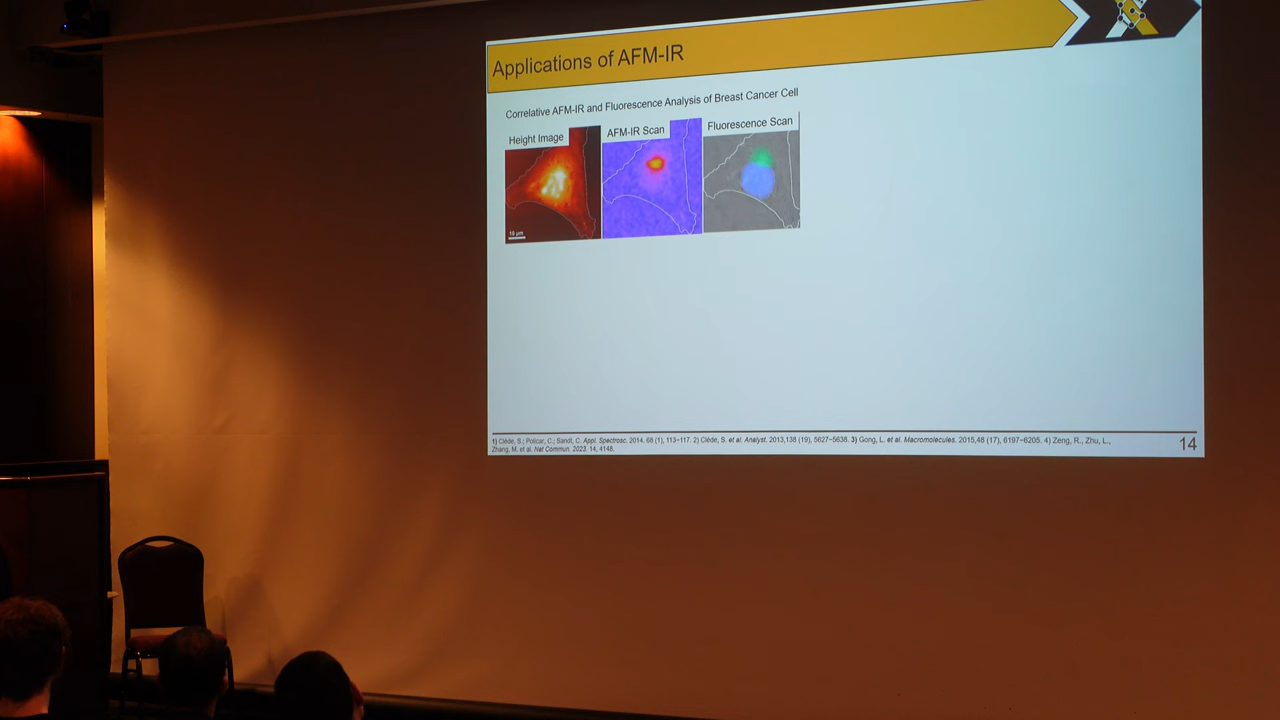 Applications of AFM-IR
Correlative AFM-IR and Fluorescence Analysis of Breast Cancer Cell
Height Image
AFM-IR Scan
Fluorescence Scan
10 µm
1) Clède, S.; Policar, C.; Sandt, C. Appl. Spectrosc. 2014, 68 (1), 113–117. 2) Clède, S. et al. Analyst. 2013,138 (19), 5627–5638. 3) Gong, L. et al. Macromolecules. 2015,48 (17), 6197–6205. 4) Zeng, R., Zhu, L.,
Zhang, M. et al. Nat Commun. 2023, 14, 4148.
14